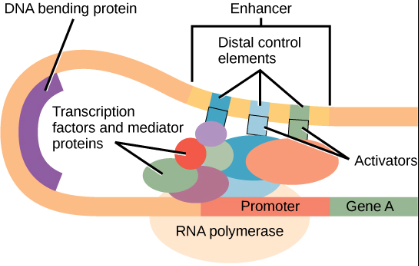 DNA bending protein
Enhancer
Distal control
elements
Transcription
factors and mediator
proteins
Activators
Promoter
Gene A
RNA polymerase